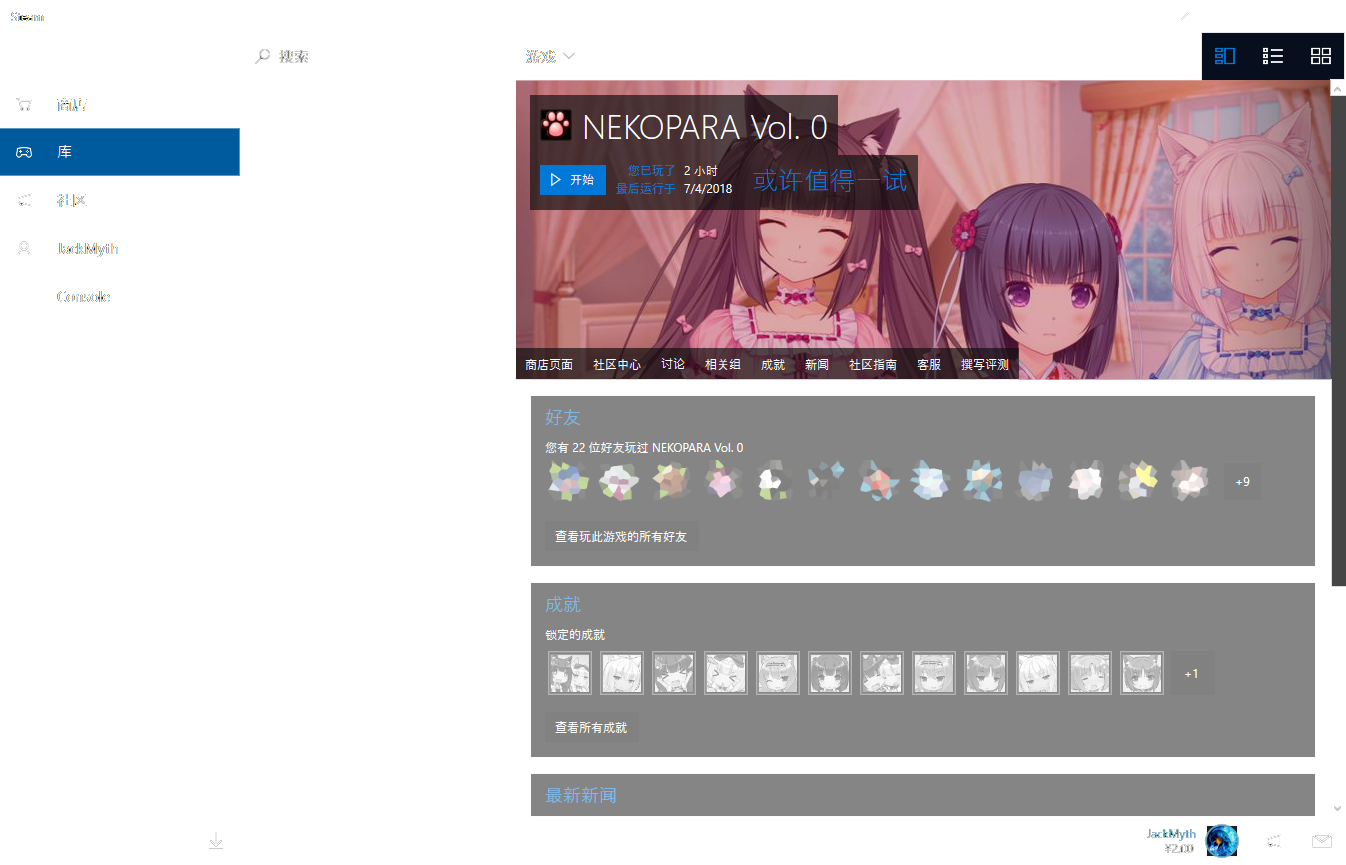 Steam
搜索
游戏
商店
库
社区
JackMyth
Console
NEKOPARA Vol. 0
开始
您已玩了 2 小时
最后运行于 7/4/2018
或许值得一试
商店页面 社区中心 讨论 相关组 成就 新闻 社区指南 客服 撰写评测
好友
您有 22 位好友玩过 NEKOPARA Vol. 0
+9
查看玩此游戏的所有好友
成就
锁定的成就
+1
查看所有成就
最新新闻
JackMyth
¥2.00